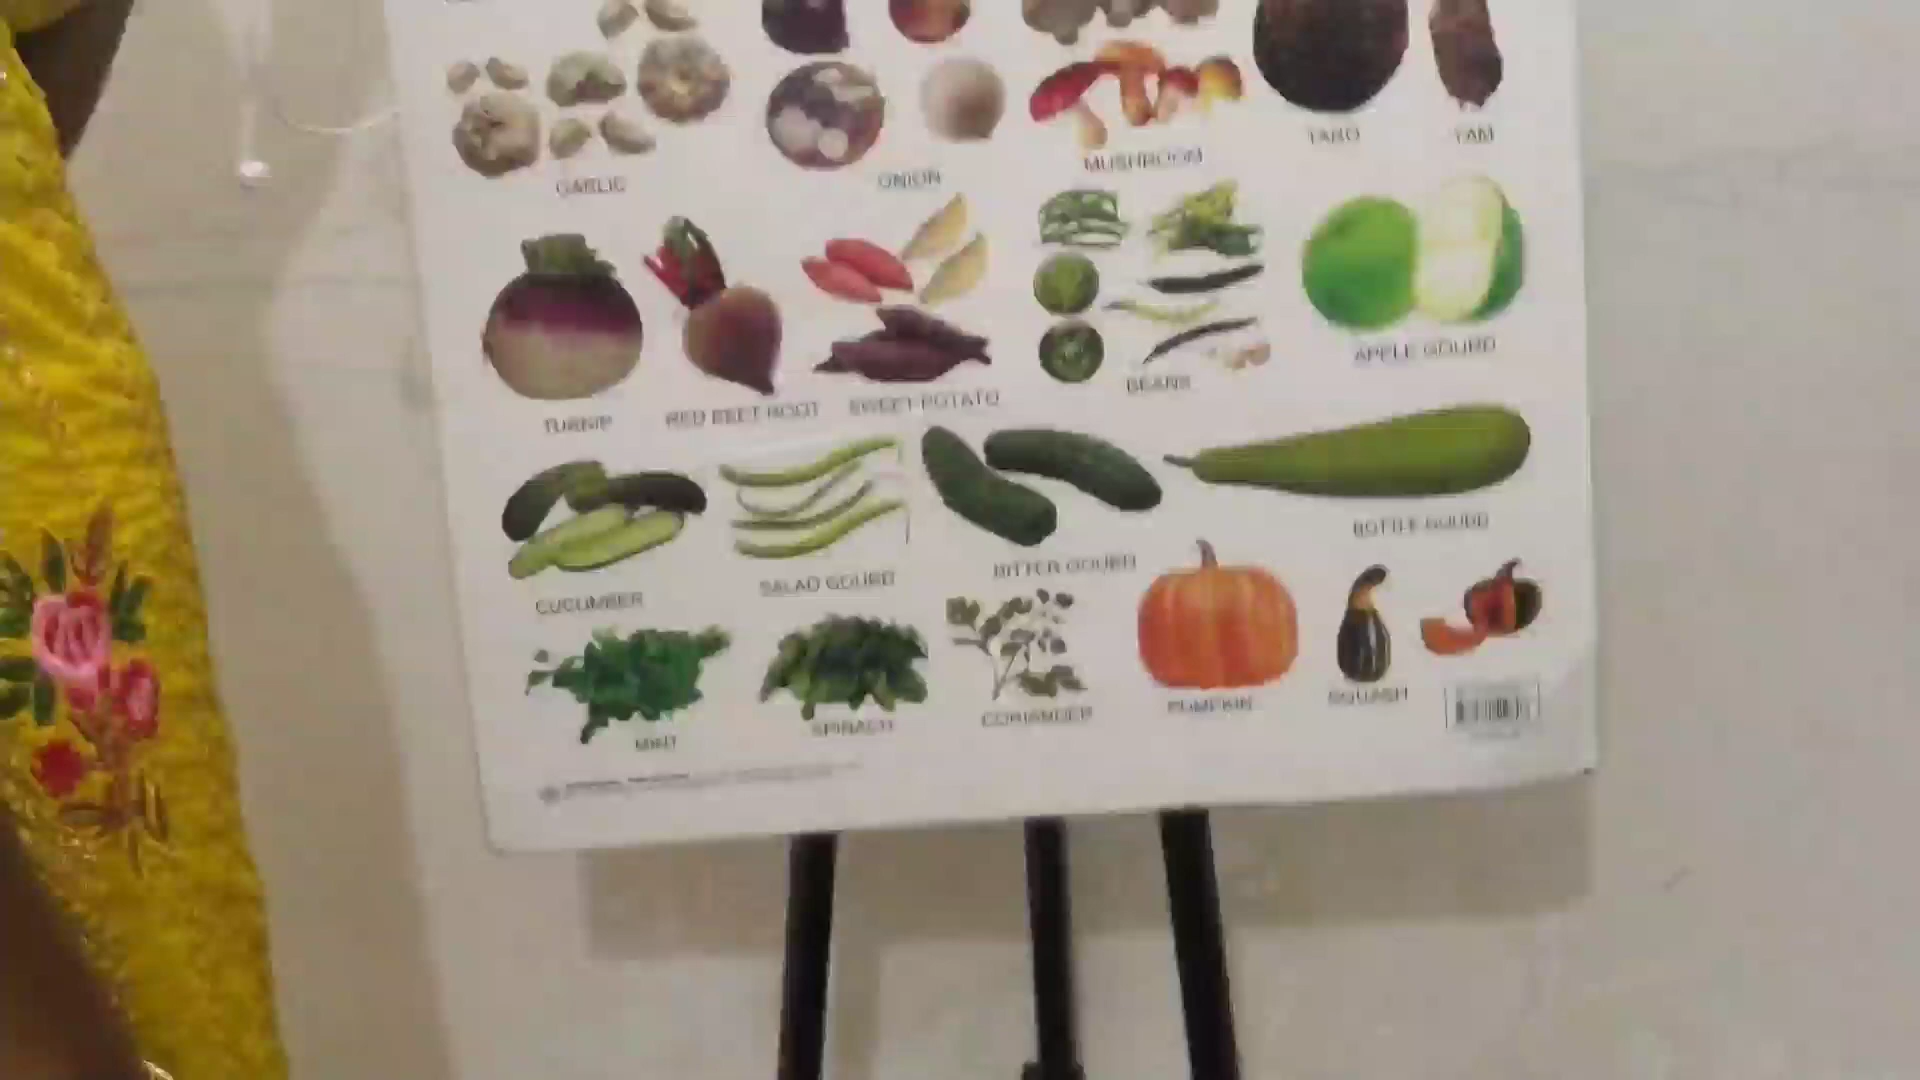 GARLIC
ONION
MUSHROOM
TARO
YAM
TURNIP
RED BEET ROOT
SWEET POTATO
BEANS
APPLE GOURD
CUCUMBER
SALAD GOURD
BITTER GOURD
BOTTLE GOURD
MINT
SPINACH
CORIANDER
PUMPKIN
SQUASH